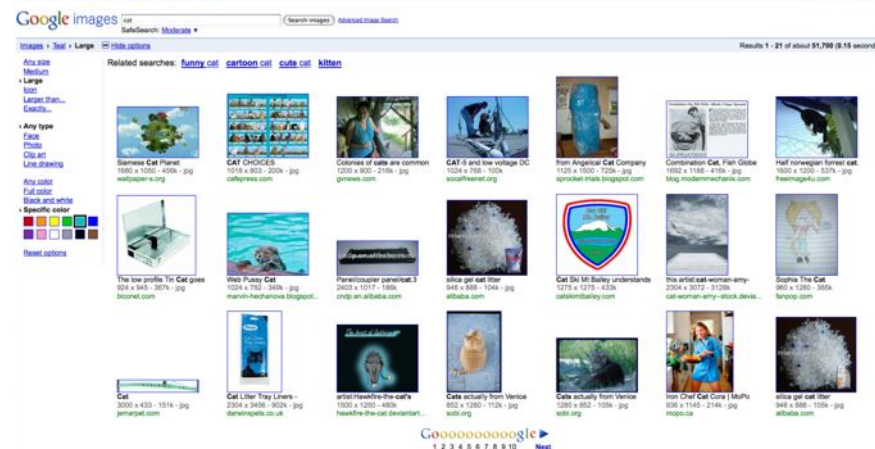 Google images cat Search Images Advanced Image Search
SafeSearch: Moderate ▼
Images › Teal › Large Hide options Results 1 - 21 of about 51,700 (0.15 second
Any size
Medium
› Large
Icon
Larger than...
Exactly...
› Any type
Face
Photo
Clip art
Line drawing
Any color
Full color
Black and white
› Specific color
Reset options
Related searches: funny cat cartoon cat cute cat kitten
Siamese Cat Planet
1680 x 1050 - 456k - jpg
wallpaper-s.org
CAT CHOICES
1018 x 803 - 200k - jpg
cafepress.com
Colonies of cats are common
1200 x 900 - 216k - jpg
gvnews.com
CAT-5 and low voltage DC
1024 x 768 - 100k
socalfreenet.org
from Angelical Cat Company
1125 x 1500 - 725k - jpg
sprocket-trials.blogspot.com
Combination Cat, Fish Globe
1692 x 1188 - 416k - jpg
blog.modernmechanix.com
Half norwegian forrest cat.
1600 x 1200 - 537k - jpg
freeimage4u.com
The low profile Tin Cat goes
924 x 945 - 367k - jpg
biconet.com
Web Pussy Cat
1024 x 782 - 349k - jpg
marvin-hechanova.blogspot...
Panel/coupler panel/cat.3
2403 x 1017 - 186k
cndp.en.alibaba.com
silica gel cat litter
948 x 888 - 104k - jpg
alibaba.com
Cat Ski Mt Bailey understands
1275 x 1275 - 433k
catskimtbailey.com
this artist:cat-woman-amy-
2304 x 3072 - 3128k
cat-woman-amy--stock.devia...
Sophia The Cat
960 x 1280 - 365k
fanpop.com
Cat
3000 x 433 - 151k - jpg
jemarpet.com
Cat Litter Tray Liners -
2304 x 3456 - 902k - jpg
darwinspets.co.uk
artist:Hawkfire-the-cat's
1500 x 1250 - 480k
hawkfire-the-cat.deviantart...
Cats actually from Venice
852 x 1280 - 112k - jpg
sobi.org
Cats actually from Venice
1280 x 852 - 105k - jpg
sobi.org
Iron Chef Cat Cora | MoPo
936 x 1145 - 214k - jpg
mopo.ca
silica gel cat litter
948 x 888 - 105k - jpg
alibaba.com
Goooooooooogle
1 2 3 4 5 6 7 8 9 10 Next